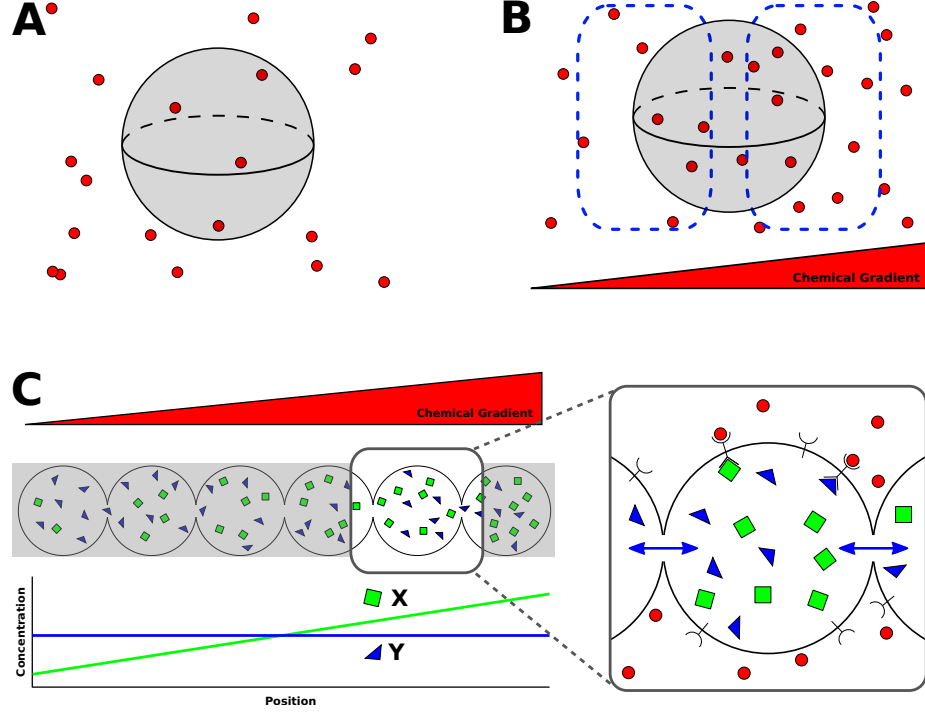 A
B
Chemical Gradient
C
Chemical Gradient
X
Y
Concentration
Position